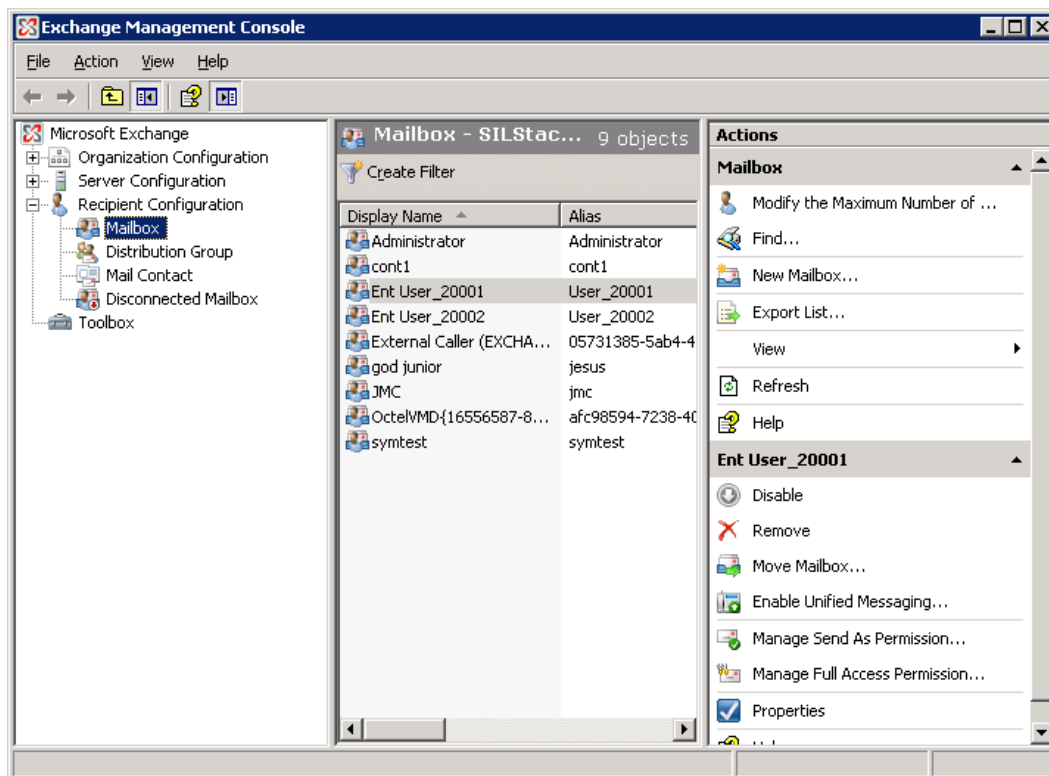 Exchange Management Console
File Action View Help
Microsoft Exchange
Organization Configuration
Server Configuration
Recipient Configuration
Mailbox
Distribution Group
Mail Contact
Disconnected Mailbox
Toolbox
Mailbox - SILStac... 9 objects
Create Filter
Display Name Alias
Administrator Administrator
cont1 cont1
Ent User_20001 User_20001
Ent User_20002 User_20002
External Caller (EXCHA... 05731385-5ab4-4
god junior jesus
JMC jmc
OctelVMD{16556587-8... afc98594-7238-40
symtest symtest
Actions
Mailbox
Modify the Maximum Number of ...
Find...
New Mailbox...
Export List...
View
Refresh
Help
Ent User_20001
Disable
Remove
Move Mailbox...
Enable Unified Messaging...
Manage Send As Permission...
Manage Full Access Permission...
Properties